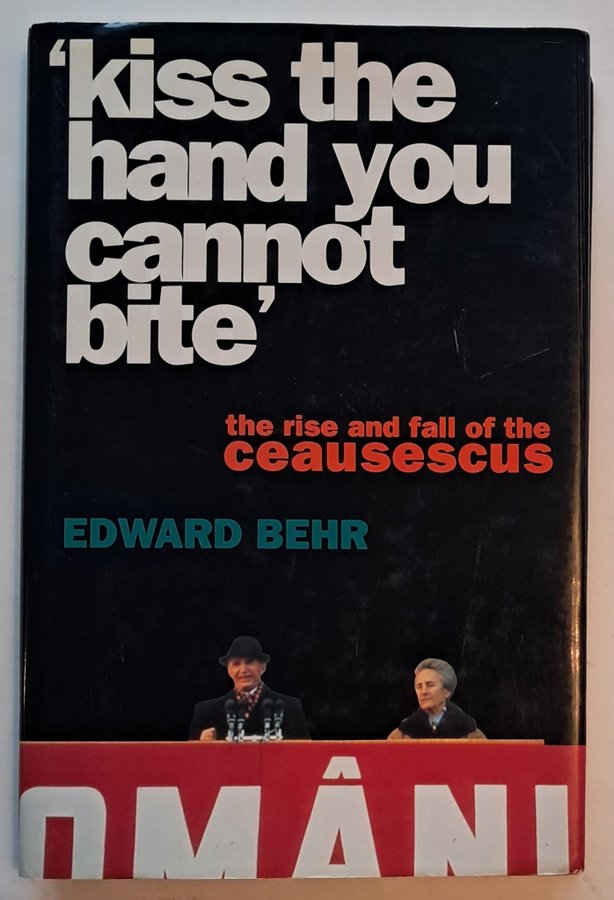 'kiss the
hand you
cannot
bite'
the rise and fall of the
ceausescus
EDWARD BEHR
OMÂNI